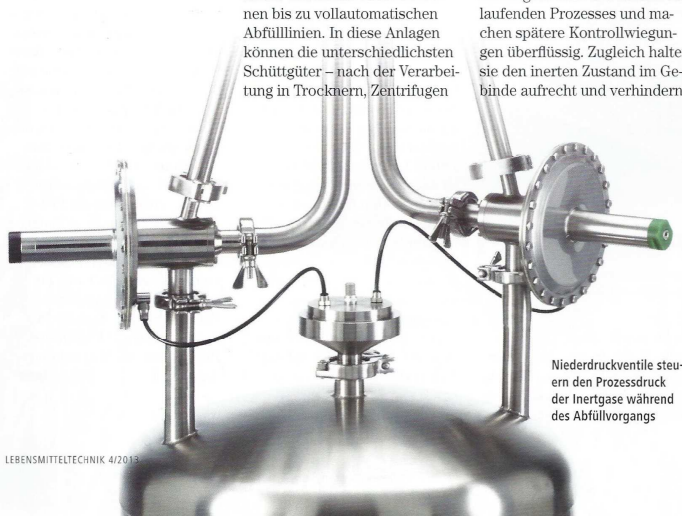 nen bis zu vollautomatischen
Abfülllinien. In diese Anlagen
können die unterschiedlichsten
Schüttgüter – nach der Verarbei-
tung in Trocknern, Zentrifugen
laufenden Prozesses und ma-
chen spätere Kontrollwiegun-
gen überflüssig. Zugleich halte
sie den inerten Zustand im Ge-
binde aufrecht und verhindern
Niederdruckventile steu-
ern den Prozessdruck
der Inertgase während
des Abfüllvorgangs
LEBENSMITTELTECHNIK 4/2013